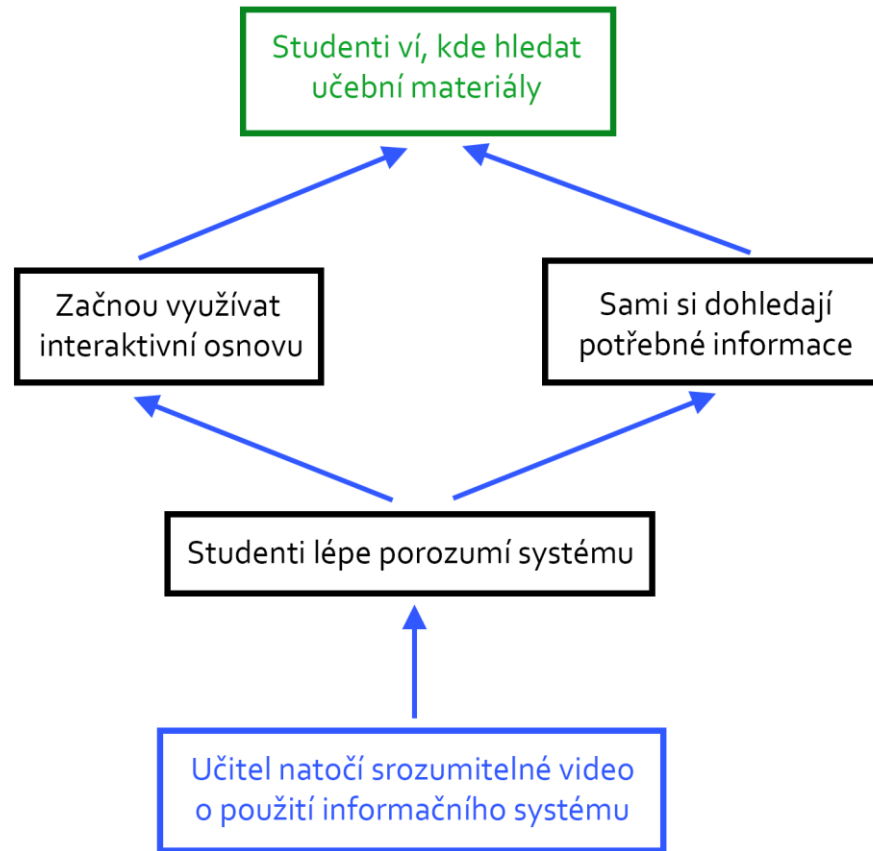 Studenti ví, kde hledat
učební materiály
Začnou využívat
interaktivní osnovu
Sami si dohledají
potřebné informace
Studenti lépe porozumí systému
Učitel natočí srozumitelné video
o použití informačního systému